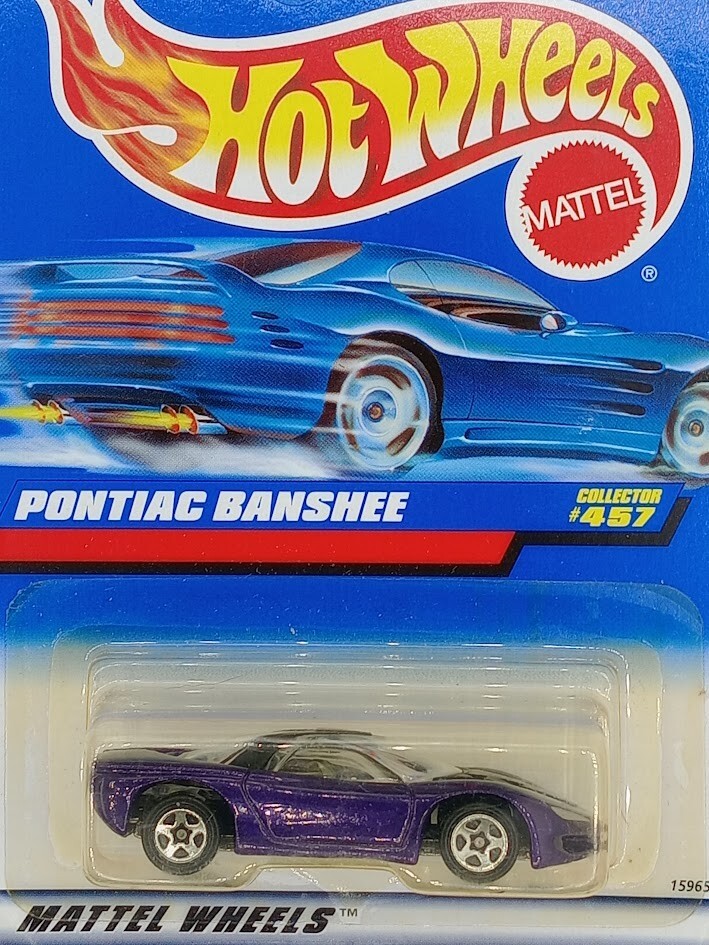 HOT WHEELS
MATTEL
®
PONTIAC BANSHEE
COLLECTOR
#457
15965
MATTEL WHEELS™